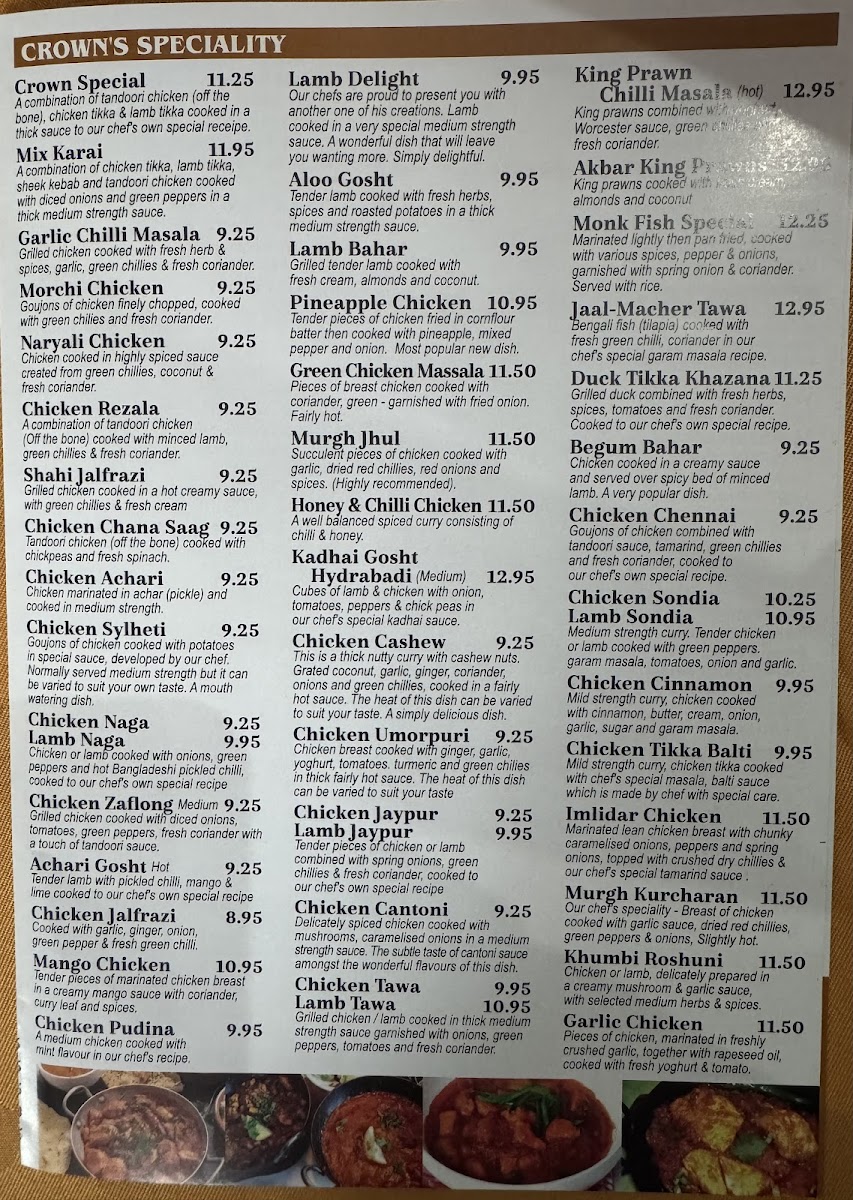 CROWN'S SPECIALITY
Crown Special 11.25
A combination of tandoori chicken (off the
bone), chicken tikka & lamb tikka cooked in a
thick sauce to our chef's own special receipe.
Mix Karai 11.95
A combination of chicken tikka, lamb tikka,
sheek kebab and tandoori chicken cooked
with diced onions and green peppers in a
thick medium strength sauce.
Garlic Chilli Masala 9.25
Grilled chicken cooked with fresh herb &
spices, garlic, green chillies & fresh coriander.
Morchi Chicken 9.25
Goujons of chicken finely chopped, cooked
with green chilies and fresh coriander.
Naryali Chicken 9.25
Chicken cooked in highly spiced sauce
created from green chillies, coconut &
fresh coriander.
Chicken Rezala 9.25
A combination of tandoori chicken
(Off the bone) cooked with minced lamb,
green chillies & fresh coriander.
Shahi Jalfrazi 9.25
Grilled chicken cooked in a hot creamy sauce,
with green chillies & fresh cream
Chicken Chana Saag 9.25
Tandoori chicken (off the bone) cooked with
chickpeas and fresh spinach.
Chicken Achari 9.25
Chicken marinated in achar (pickle) and
cooked in medium strength.
Chicken Sylheti 9.25
Goujons of chicken cooked with potatoes
in special sauce, developed by our chef.
Normally served medium strength but it can
be varied to suit your own taste. A mouth
watering dish.
Chicken Naga 9.25
Lamb Naga 9.95
Chicken or lamb cooked with onions, green
peppers and hot Bangladeshi pickled chilli,
cooked to our chef's own special recipe
Chicken Zaflong Medium 9.25
Grilled chicken cooked with diced onions,
tomatoes, green peppers, fresh coriander with
a touch of tandoori sauce.
Achari Gosht Hot 9.25
Tender lamb with pickled chilli, mango &
lime cooked to our chef's own special recipe
Chicken Jalfrazi 8.95
Cooked with garlic, ginger, onion,
green pepper & fresh green chilli.
Mango Chicken 10.95
Tender pieces of marinated chicken breast
in a creamy mango sauce with coriander,
curry leaf and spices.
Chicken Pudina 9.95
A medium chicken cooked with
mint flavour in our chef's recipe.
Lamb Delight 9.95
Our chefs are proud to present you with
another one of his creations. Lamb
cooked in a very special medium strength
sauce. A wonderful dish that will leave
you wanting more. Simply delightful.
Aloo Gosht 9.95
Tender lamb cooked with fresh herbs,
spices and roasted potatoes in a thick
medium strength sauce.
Lamb Bahar 9.95
Grilled tender lamb cooked with
fresh cream, almonds and coconut.
Pineapple Chicken 10.95
Tender pieces of chicken fried in cornflour
batter then cooked with pineapple, mixed
pepper and onion. Most popular new dish.
Green Chicken Massala 11.50
Pieces of breast chicken cooked with
coriander, green - garnished with fried onion.
Fairly hot.
Murgh Jhul 11.50
Succulent pieces of chicken cooked with
garlic, dried red chillies, red onions and
spices. (Highly recommended).
Honey & Chilli Chicken 11.50
A well balanced spiced curry consisting of
chilli & honey.
Kadhai Gosht
Hydrabadi (Medium) 12.95
Cubes of lamb & chicken with onion,
tomatoes, peppers & chick peas in
our chef's special kadhai sauce.
Chicken Cashew 9.25
This is a thick nutty curry with cashew nuts.
Grated coconut, garlic, ginger, coriander,
onions and green chillies, cooked in a fairly
hot sauce. The heat of this dish can be varied
to suit your taste. A simply delicious dish.
Chicken Umorpuri 9.25
Chicken breast cooked with ginger, garlic,
yoghurt, tomatoes. turmeric and green chilies
in thick fairly hot sauce. The heat of this dish
can be varied to suit your taste
Chicken Jaypur 9.25
Lamb Jaypur 9.95
Tender pieces of chicken or lamb
combined with spring onions, green
chillies & fresh coriander, cooked to
our chef's own special recipe
Chicken Cantoni 9.25
Delicately spiced chicken cooked with
mushrooms, caramelised onions in a medium
strength sauce. The subtle taste of cantoni sauce
amongst the wonderful flavours of this dish.
Chicken Tawa 9.95
Lamb Tawa 10.95
Grilled chicken / lamb cooked in thick medium
strength sauce garnished with onions, green
peppers, tomatoes and fresh coriander.
King Prawn
Chilli Masala (hot) 12.95
King prawns combined with
Worcester sauce, green
fresh coriander.
Akbar King Prawns 12.95
King prawns cooked with
almonds and coconut
Monk Fish Special 12.25
Marinated lightly then pan fried, cooked
with various spices, pepper & onions,
garnished with spring onion & coriander.
Served with rice.
Jaal-Macher Tawa 12.95
Bengali fish (tilapia) cooked with
fresh green chilli, coriander in our
chef's special garam masala recipe.
Duck Tikka Khazana 11.25
Grilled duck combined with fresh herbs,
spices, tomatoes and fresh coriander.
Cooked to our chef's own special recipe.
Begum Bahar 9.25
Chicken cooked in a creamy sauce
and served over spicy bed of minced
lamb. A very popular dish.
Chicken Chennai 9.25
Goujons of chicken combined with
tandoori sauce, tamarind, green chillies
and fresh coriander, cooked to
our chef's own special recipe.
Chicken Sondia 10.25
Lamb Sondia 10.95
Medium strength curry. Tender chicken
or lamb cooked with green peppers.
garam masala, tomatoes, onion and garlic.
Chicken Cinnamon 9.95
Mild strength curry, chicken cooked
with cinnamon, butter, cream, onion,
garlic, sugar and garam masala.
Chicken Tikka Balti 9.95
Mild strength curry, chicken tikka cooked
with chef's special masala, balti sauce
which is made by chef with special care.
Imlidar Chicken 11.50
Marinated lean chicken breast with chunky
caramelised onions, peppers and spring
onions, topped with crushed dry chillies &
our chef's special tamarind sauce .
Murgh Kurcharan 11.50
Our chef's speciality - Breast of chicken
cooked with garlic sauce, dried red chillies,
green peppers & onions, Slightly hot.
Khumbi Roshuni 11.50
Chicken or lamb, delicately prepared in
a creamy mushroom & garlic sauce,
with selected medium herbs & spices.
Garlic Chicken 11.50
Pieces of chicken, marinated in freshly
crushed garlic, together with rapeseed oil,
cooked with fresh yoghurt & tomato.